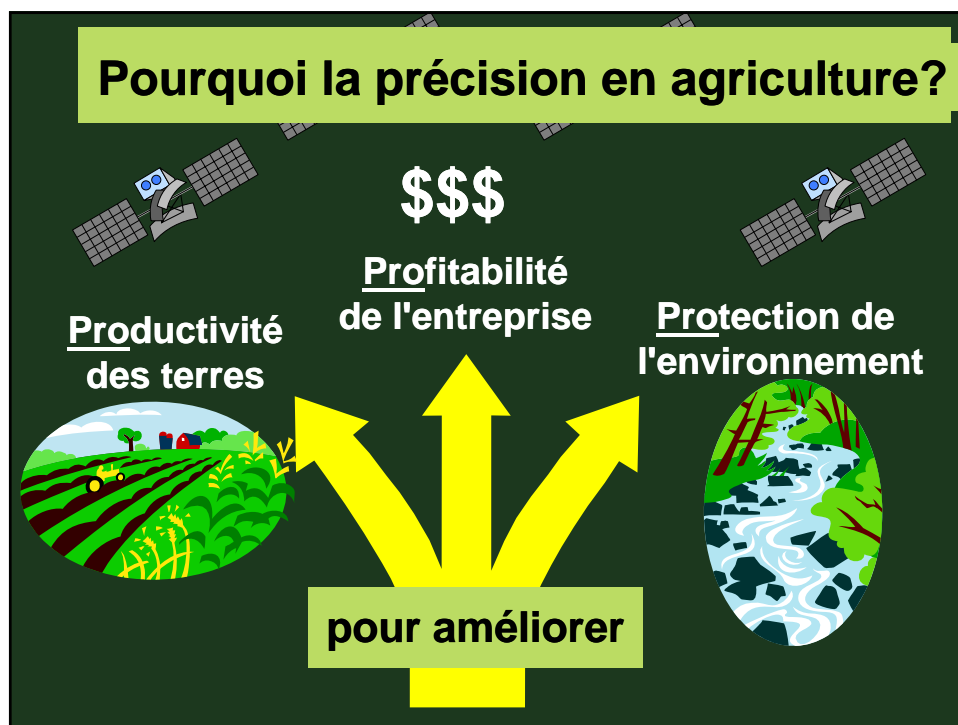 Pourquoi la précision en agriculture?
$$$
Profitabilité
de l'entreprise
Productivité
des terres
Protection de
l'environnement
pour améliorer